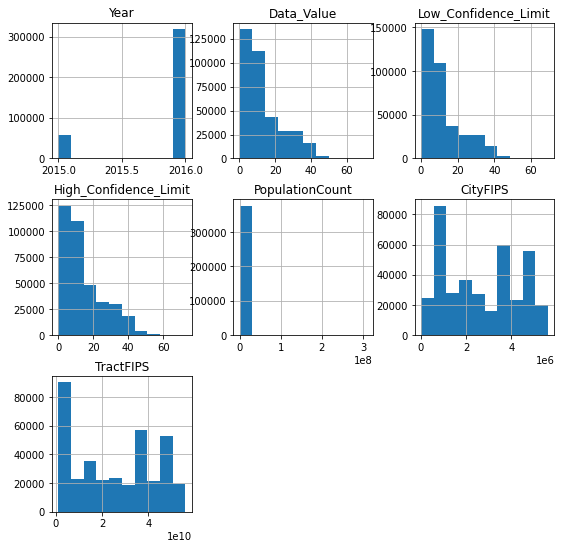 Year
300000
200000
100000
0
2015.0 2015.5 2016.0
Data_Value
125000
100000
75000
50000
25000
0
0 20 40 60
Low_Confidence_Limit
150000
100000
50000
0
0 20 40 60
High_Confidence_Limit
125000
100000
75000
50000
25000
0
0 20 40 60
PopulationCount
300000
200000
100000
0
0 1 2 3
1e8
CityFIPS
80000
60000
40000
20000
0
0 2 4
1e6
TractFIPS
80000
60000
40000
20000
0
0 2 4
1e10